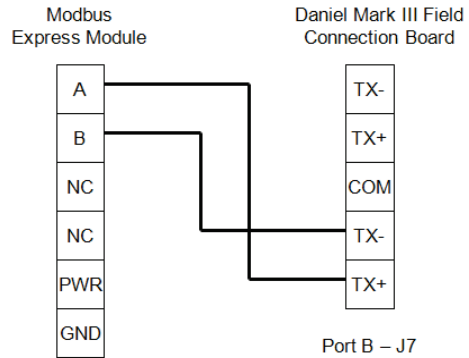 Modbus
Express Module
Daniel Mark III Field
Connection Board
A
B
NC
NC
PWR
GND
TX-
TX+
COM
TX-
TX+
Port B – J7